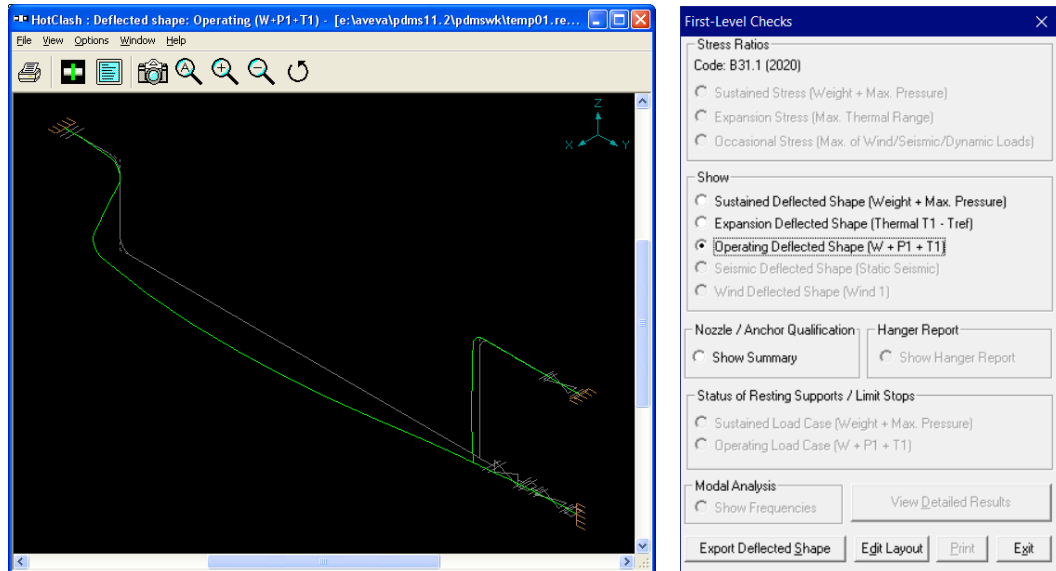 HotClash : Deflected shape: Operating (W+P1+T1) - [e:\aveva\pdms11.2\pdmswk\temp01.re...
File View Options Window Help
A
Z
X
Y
First-Level Checks
Stress Ratios
Code: B31.1 (2020)
Sustained Stress (Weight + Max. Pressure)
Expansion Stress (Max. Thermal Range)
Occasional Stress (Max. of Wind/Seismic/Dynamic Loads)
Show
Sustained Deflected Shape (Weight + Max. Pressure)
Expansion Deflected Shape (Thermal T1 - Tref)
Operating Deflected Shape (W + P1 + T1)
Seismic Deflected Shape (Static Seismic)
Wind Deflected Shape (Wind 1)
Nozzle / Anchor Qualification
Show Summary
Hanger Report
Show Hanger Report
Status of Resting Supports / Limit Stops
Sustained Load Case (Weight + Max. Pressure)
Operating Load Case (W + P1 + T1)
Modal Analysis
Show Frequencies
View Detailed Results
Export Deflected Shape
Edit Layout
Print
Exit